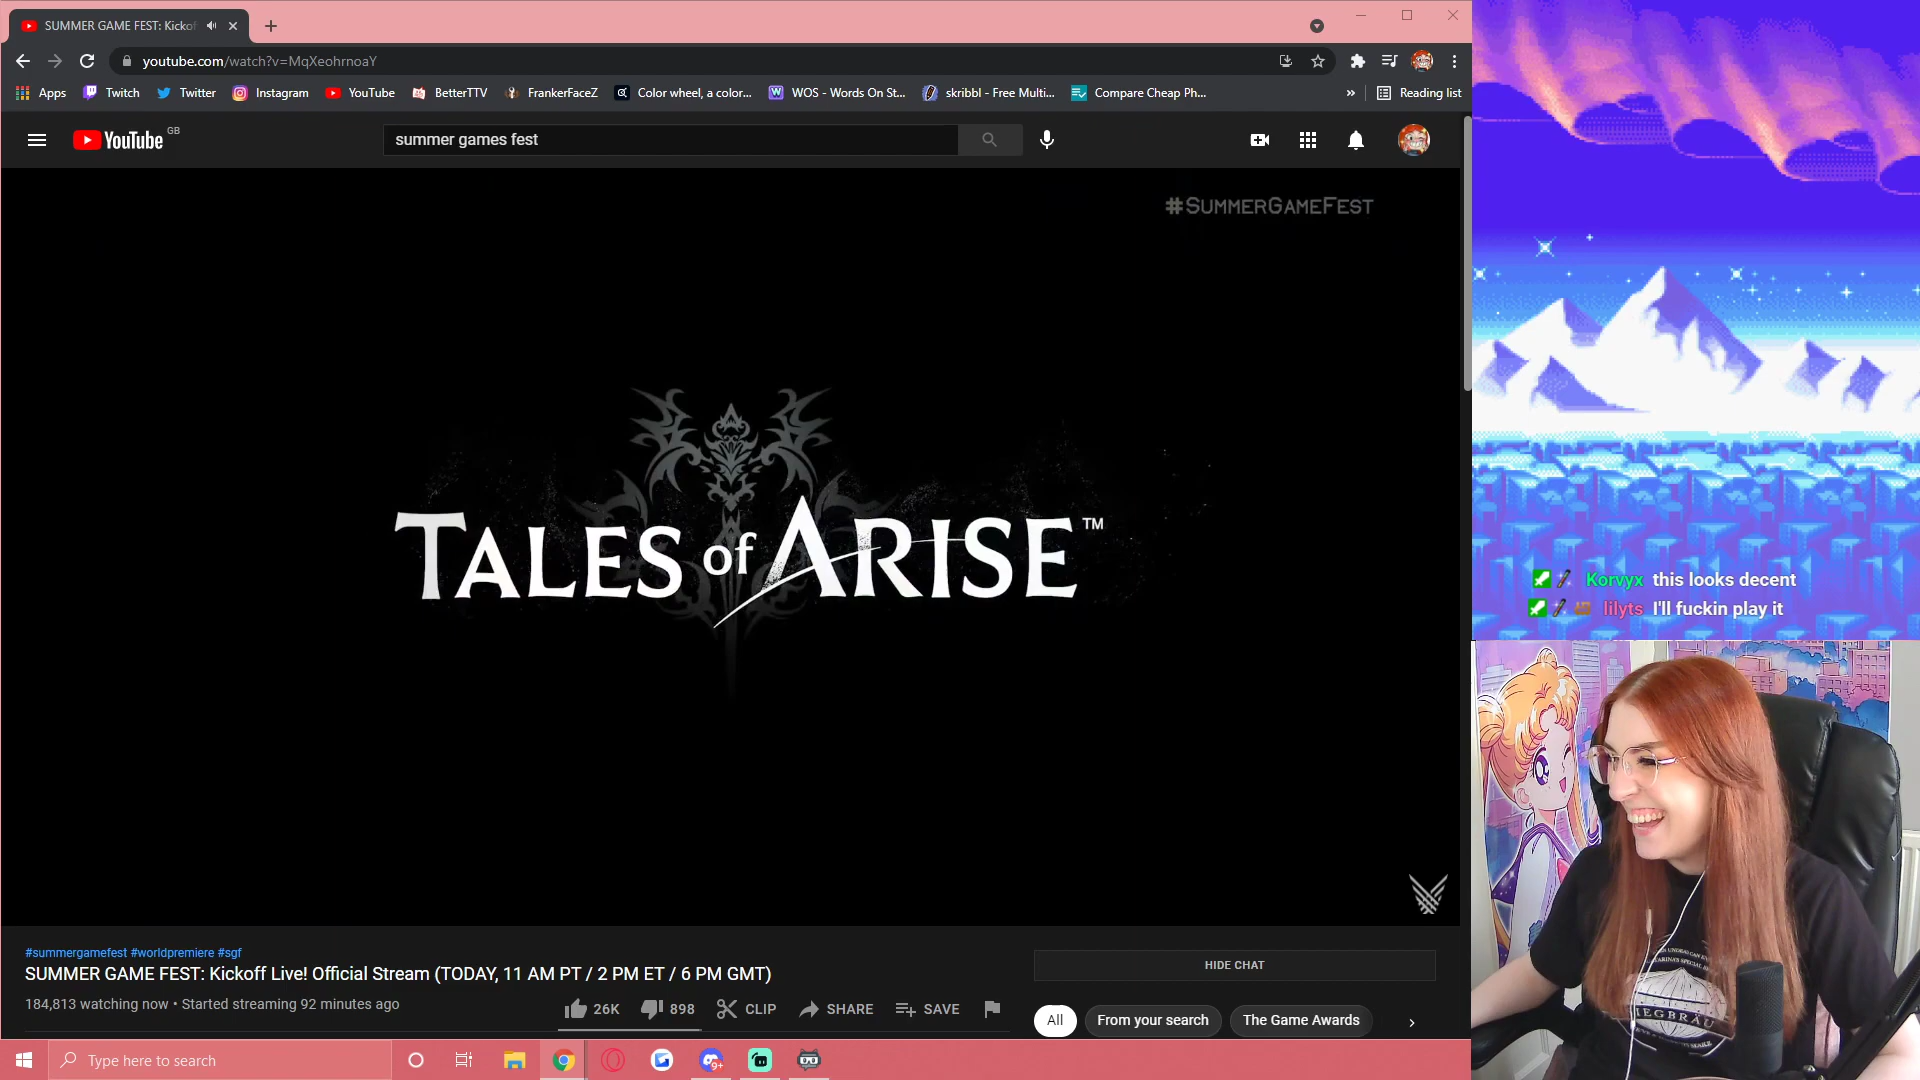 SUMMER GAME FEST: Kickof
youtube.com/watch?v=MqXeohrnoaY
Apps Twitch Twitter Instagram YouTube BetterTTV FrankerFaceZ Color wheel, a color... WOS - Words On St... skribbl - Free Multi... Compare Cheap Ph... » Reading list
YouTube GB
summer games fest
#SUMMERGAMEFEST
TALES of ARISE™
Korvyx this looks decent
lilyts I'll fuckin play it
#summergamefest #worldpremiere #sgf
SUMMER GAME FEST: Kickoff Live! Official Stream (TODAY, 11 AM PT / 2 PM ET / 6 PM GMT)
184,813 watching now • Started streaming 92 minutes ago
26K 898 CLIP SHARE SAVE
HIDE CHAT
All From your search The Game Awards
Type here to search
9+